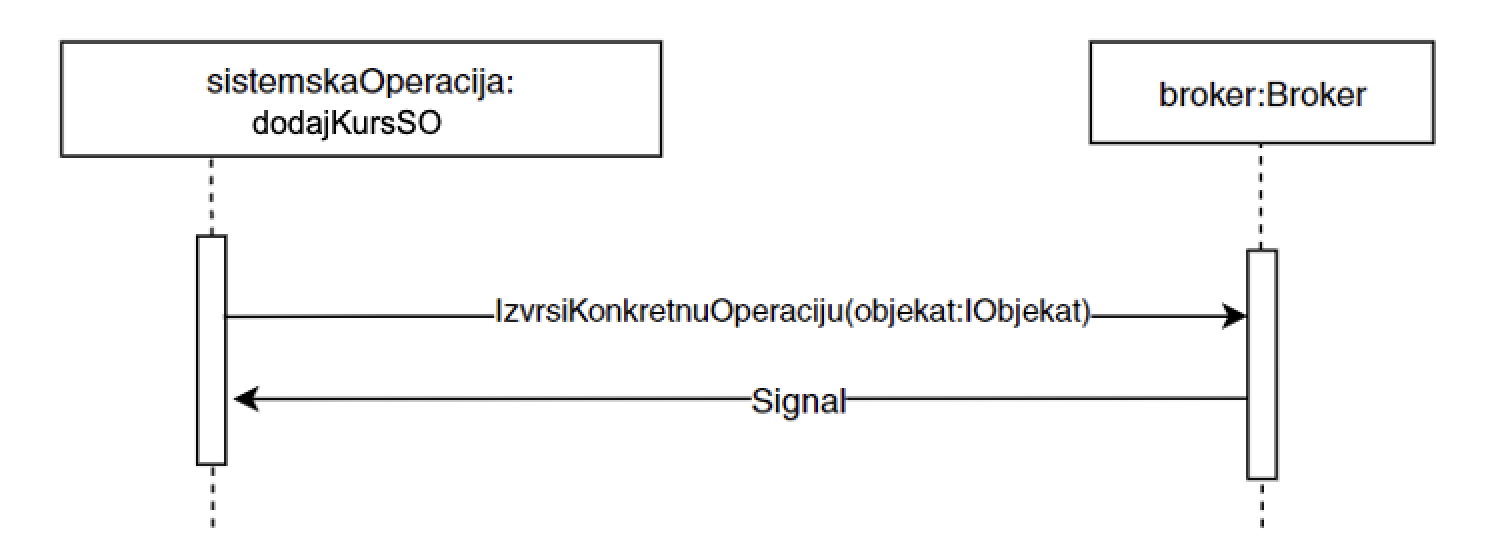 sistemskaOperacija:
dodajKursSO
broker:Broker
IzvrsiKonkretnuOperaciju(objekat:IObjekat)
Signal